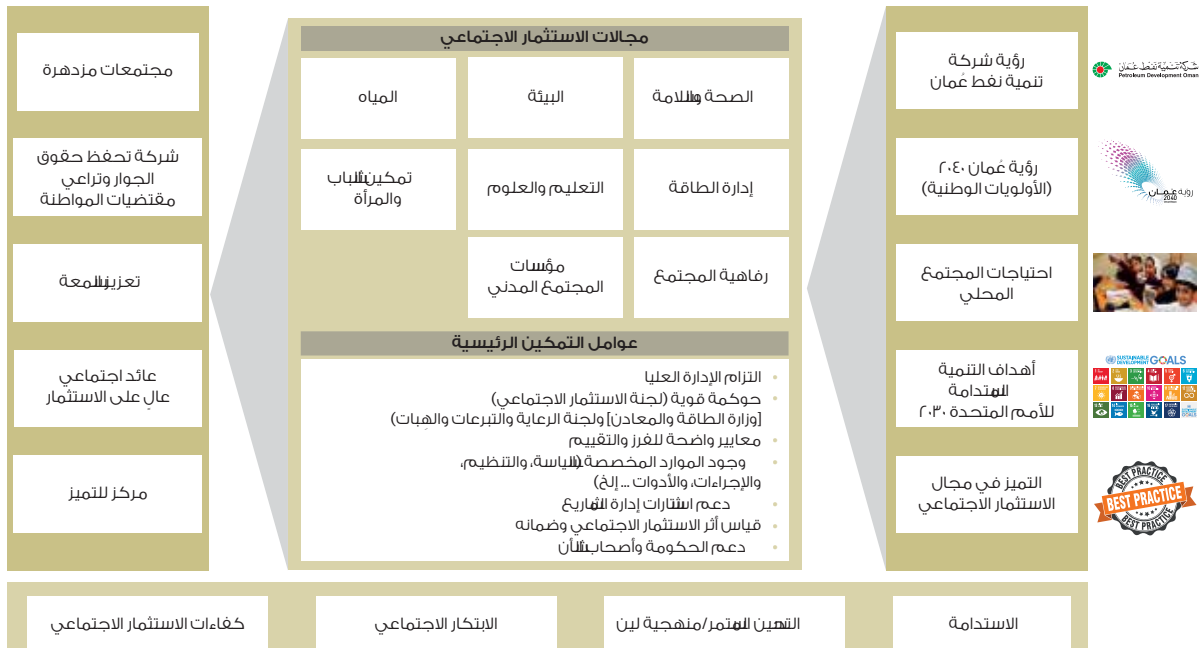 شركة تنمية نفط عُمان
Petroleum Development Oman
رؤية شركة
تنمية نفط عُمان
رؤية عُمان ٢٠٤٠
(الأولويات الوطنية)
رؤية عُمان
2040
احتياجات المجتمع
المحلي
SUSTAINABLE DEVELOPMENT GOALS
أهداف التنمية
المستدامة
للأمم المتحدة ٢٠٣٠
التميز في مجال
الاستثمار الاجتماعي
BEST PRACTICE
BEST PRACTICE
BEST PRACTICE
مجالات الاستثمار الاجتماعي
الصحة والسلامة
البيئة
المياه
إدارة الطاقة
التعليم والعلوم
تمكين الشباب
والمرأة
رفاهية المجتمع
مؤسسات
المجتمع المدني
عوامل التمكين الرئيسية
• التزام الإدارة العليا
• حوكمة قوية (لجنة الاستثمار الاجتماعي)
[وزارة الطاقة والمعادن] ولجنة الرعاية والتبرعات والهِبات)
• معايير واضحة للفرز والتقييم
• وجود الموارد المخصصة (السياسة، والتنظيم،
والإجراءات، والأدوات ... إلخ)
• دعم استشارات إدارة المشاريع
• قياس أثر الاستثمار الاجتماعي وضمانه
• دعم الحكومة وأصحاب الشأن
مجتمعات مزدهرة
شركة تحفظ حقوق
الجوار وتراعي
مقتضيات المواطنة
تعزيز السمعة
عائد اجتماعي
عالٍ على الاستثمار
مركز للتميز
الاستدامة
التحسين المستمر/منهجية لين
الابتكار الاجتماعي
كفاءات الاستثمار الاجتماعي